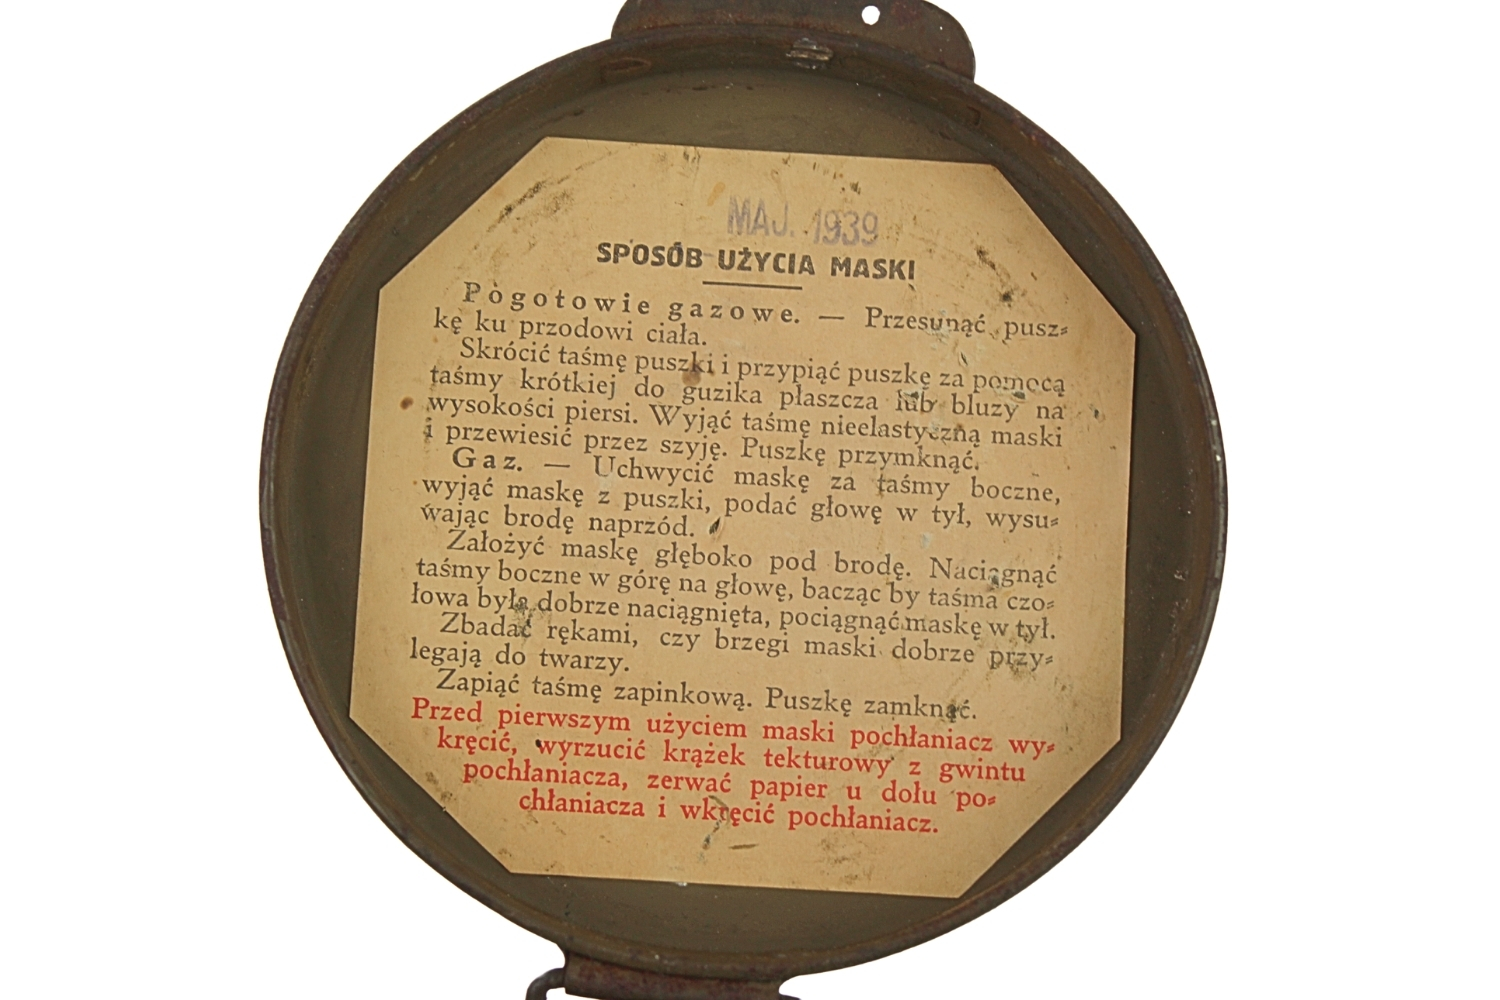 MAJ. 1939
SPOSÓB UŻYCIA MASKI
Pogotowie gazowe. — Przesunąć pusz-
kę ku przodowi ciała.
Skrócić taśmę puszki i przypiąć puszkę za pomocą
taśmy krótkiej do guzika płaszcza lub bluzy na
wysokości piersi. Wyjąć taśmę nieelastyczną maski
i przewiesić przez szyję. Puszkę przymknąć.
Gaz. — Uchwycić maskę za taśmy boczne,
wyjąć maskę z puszki, podać głowę w tył, wysu-
wając brodę naprzód.
Założyć maskę głęboko pod brodę. Naciągnąć
taśmy boczne w górę na głowę, bacząc by taśma czo-
łowa była dobrze naciągnięta, pociągnąć maskę w tył.
Zbadać rękami, czy brzegi maski dobrze przy-
legają do twarzy.
Zapiąć taśmę zapinkową. Puszkę zamknąć.
Przed pierwszym użyciem maski pochłaniacz wy-
kręcić, wyrzucić krążek tekturowy z gwintu
pochłaniacza, zerwać papier u dołu po-
chłaniacza i wkręcić pochłaniacz.